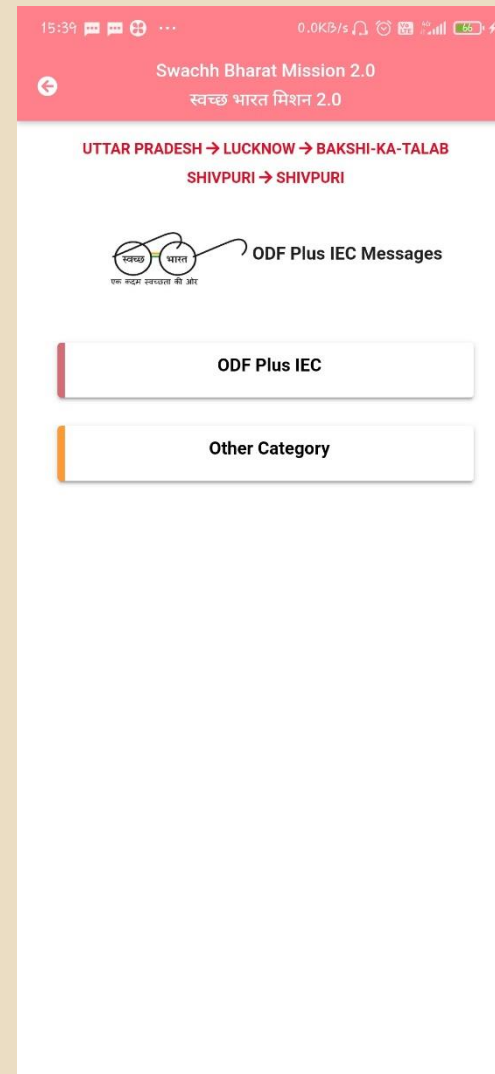 15:39 ... 0.0KB/s 66
Swachh Bharat Mission 2.0
स्वच्छ भारत मिशन 2.0
UTTAR PRADESH → LUCKNOW → BAKSHI-KA-TALAB
SHIVPURI → SHIVPURI
स्वच्छ भारत
एक कदम स्वच्छता की ओर
ODF Plus IEC Messages
ODF Plus IEC
Other Category